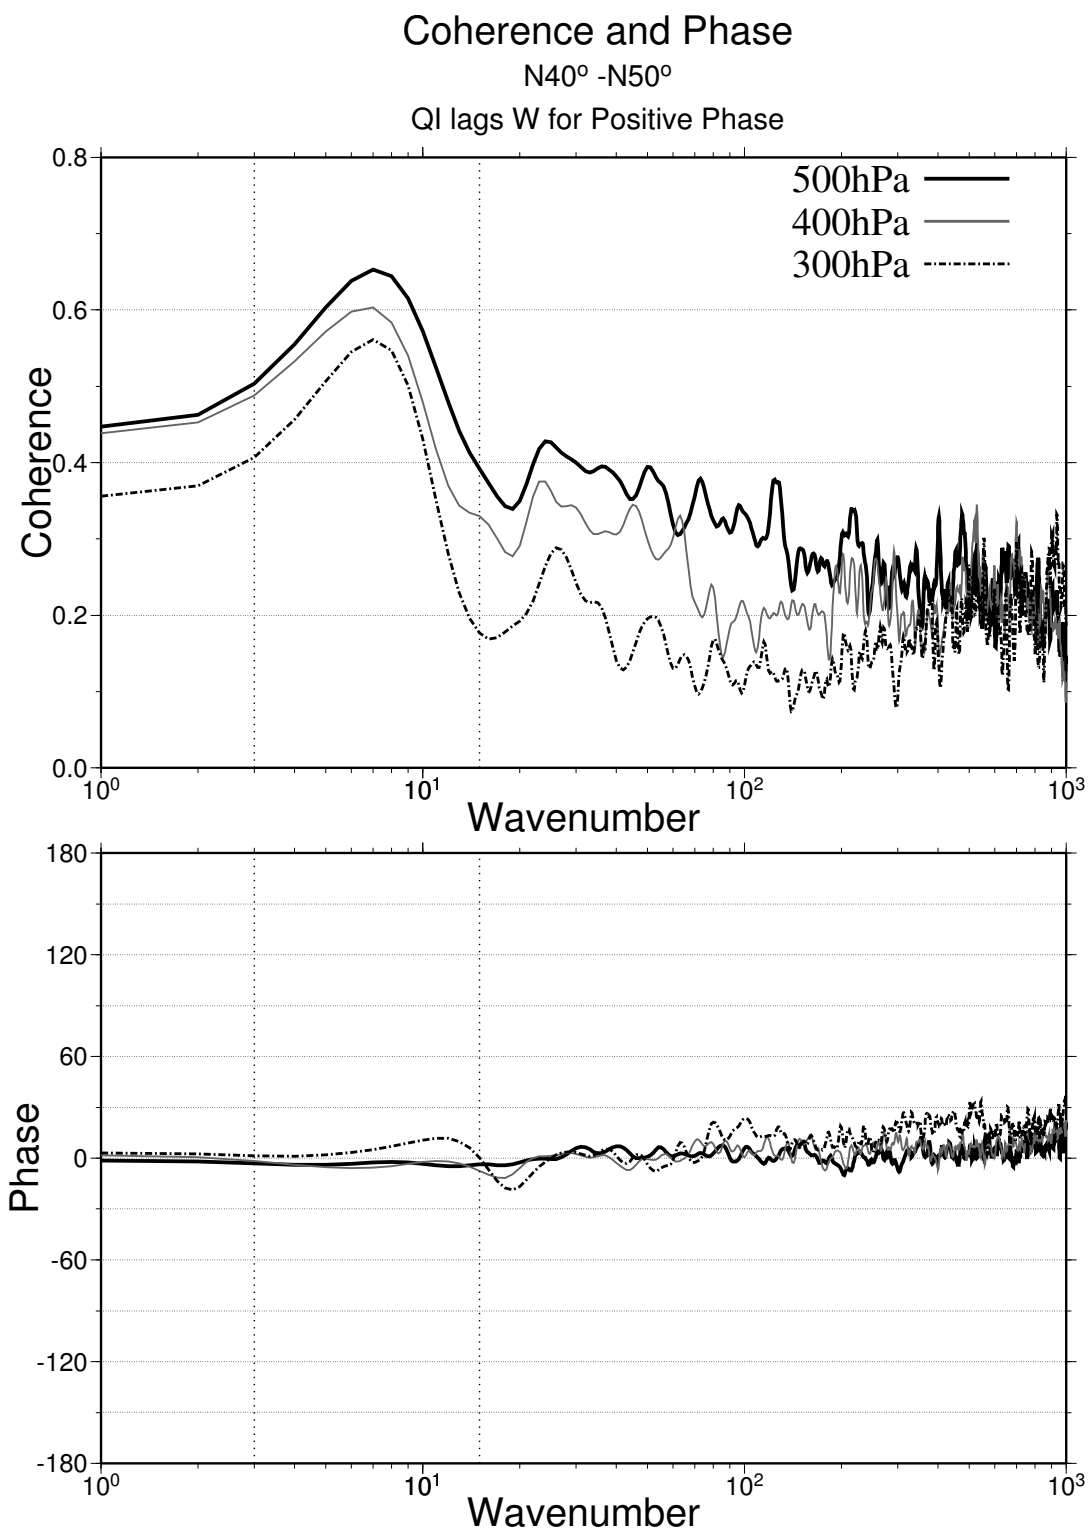 Coherence and Phase
N40º -N50º
QI lags W for Positive Phase
500hPa
400hPa
300hPa
Coherence
0.8
0.6
0.4
0.2
0.0
10⁰ 10¹ 10² 10³
Wavenumber
Phase
180
120
60
0
-60
-120
-180
10⁰ 10¹ 10² 10³
Wavenumber